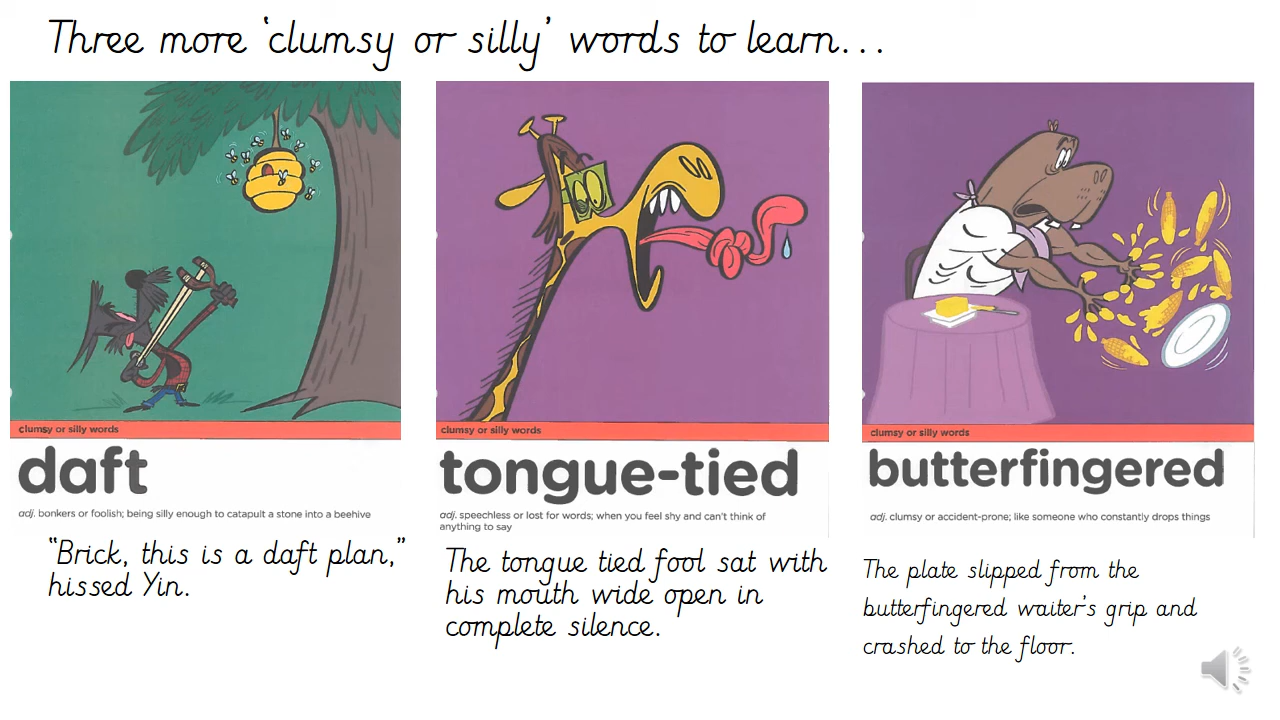 Three more ‘clumsy or silly’ words to learn...
clumsy or silly words
daft
adj. bonkers or foolish; being silly enough to catapult a stone into a beehive
“Brick, this is a daft plan,”
hissed Yin.
clumsy or silly words
tongue-tied
adj. speechless or lost for words; when you feel shy and can't think of
anything to say
The tongue tied fool sat with
his mouth wide open in
complete silence.
clumsy or silly words
butterfingered
adj. clumsy or accident-prone; like someone who constantly drops things
The plate slipped from the
butterfingered waiter's grip and
crashed to the floor.